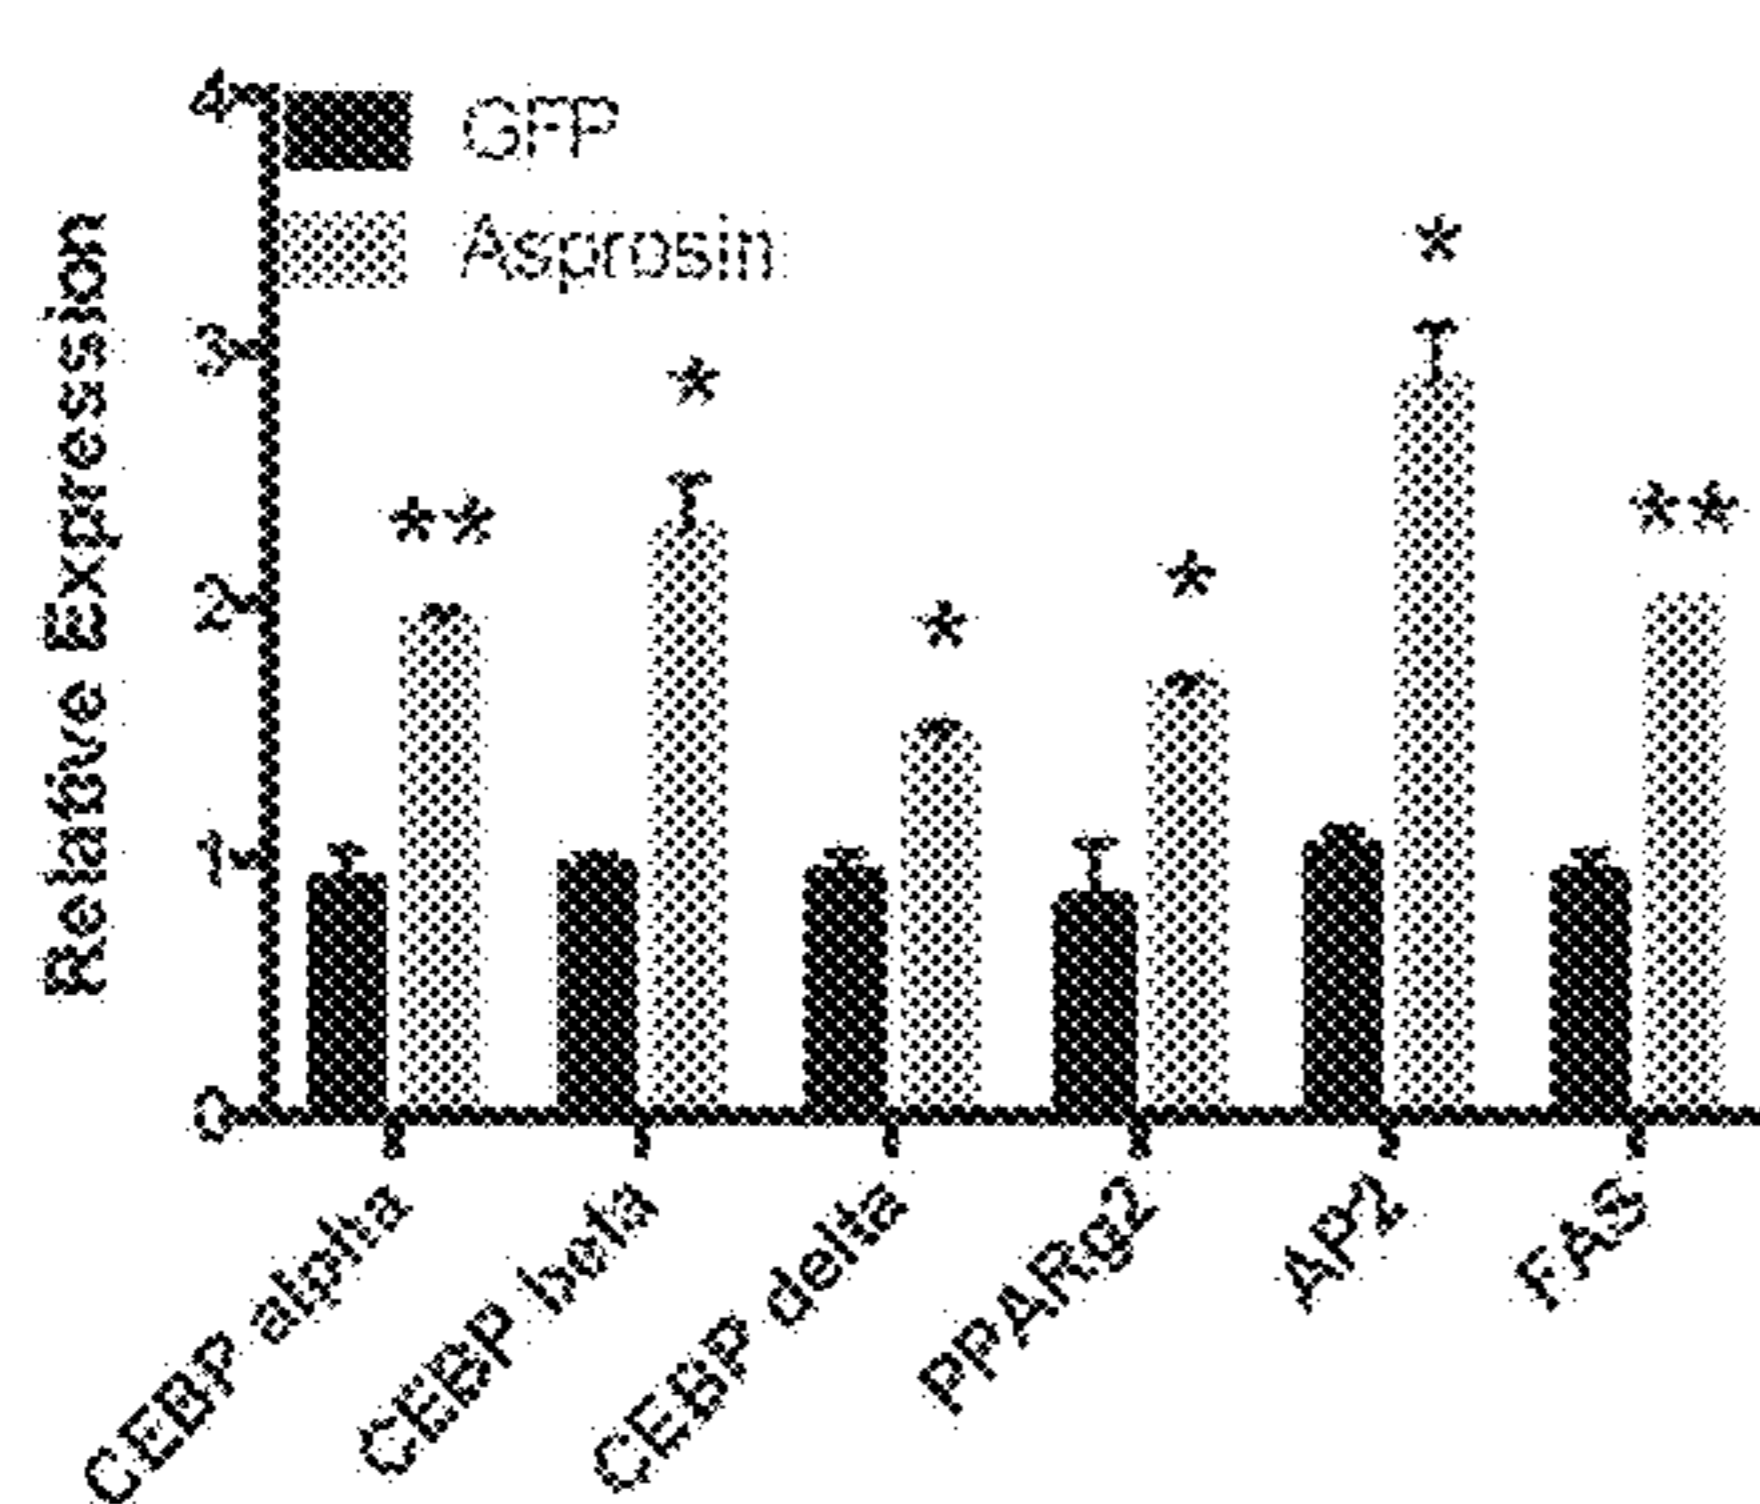 Relative Expression
4
3
2
1
0
GFP
Asprosin
**
*
*
*
*
**
CEBP alpha
CEBP beta
CEBP delta
PPARg2
AP2
FAS